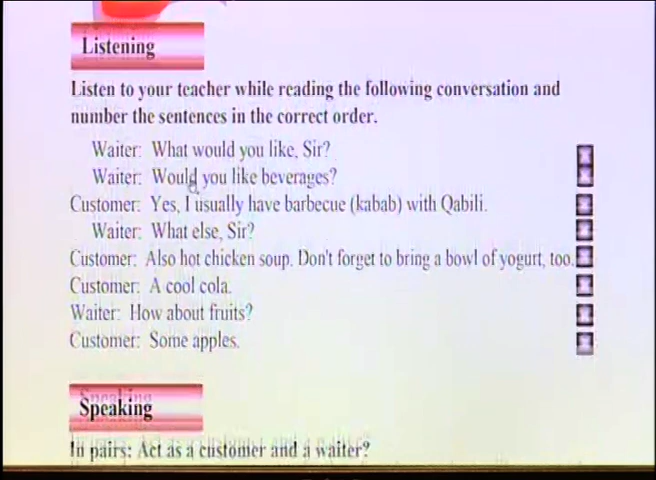 Listening
Listen to your teacher while reading the following conversation and
number the sentences in the correct order.
Waiter: What would you like, Sir?
Waiter: Would you like beverages?
Customer: Yes, I usually have barbecue (kabab) with Qabili.
Waiter: What else, Sir?
Customer: Also hot chicken soup. Don't forget to bring a bowl of yogurt, too.
Customer: A cool cola.
Waiter: How about fruits?
Customer: Some apples.
Speaking
In pairs: Act as a customer and a waiter?